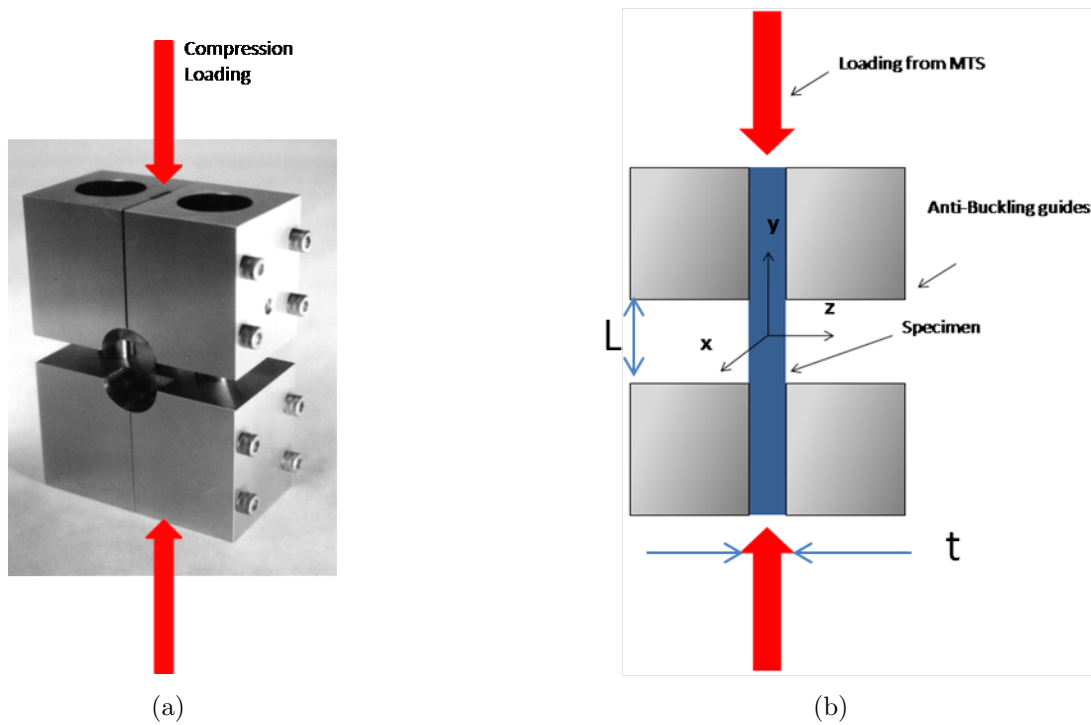 Compression
Loading
Loading from MTS
Anti-Buckling guides
y
z
L
Specimen
x
t
(a)
(b)